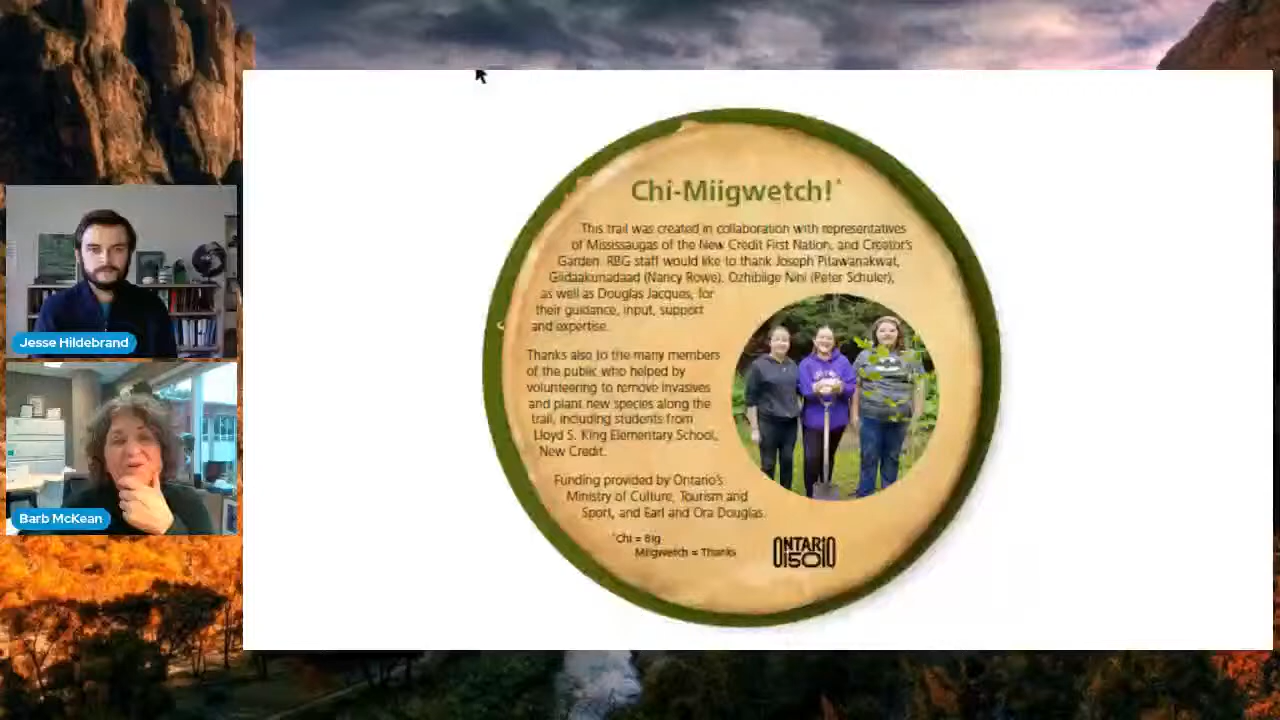 Chi-Miigwetch!*
This trail was created in collaboration with representatives
of Mississaugas of the New Credit First Nation, and Creator's
Garden. RBG staff would like to thank Joseph Pitawanakwat,
Giidaakunadaad (Nancy Rowe), Ozhibiige Nini (Peter Schuler),
as well as Douglas Jacques, for
their guidance, input, support
and expertise.
Thanks also to the many members
of the public who helped by
volunteering to remove invasives
and plant new species along the
trail, including students from
Lloyd S. King Elementary School,
New Credit.
Funding provided by Ontario's
Ministry of Culture, Tourism and
Sport, and Earl and Ora Douglas.
*Chi = Big
Miigwetch = Thanks
ONTARIO
150
Jesse Hildebrand
Barb McKean